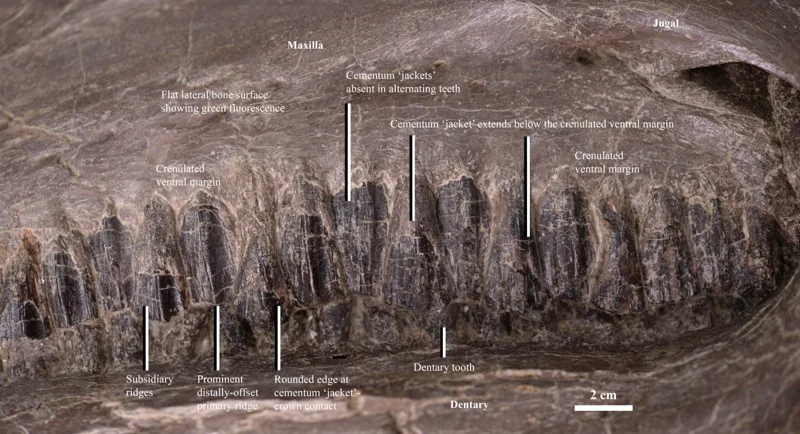 Jugal
Maxilla
Cementum ‘jackets’
absent in alternating teeth
Flat lateral bone surface
showing green fluorescence
Cementum ‘jacket’ extends below the crenulated ventral margin
Crenulated
ventral margin
Crenulated
ventral margin
Subsidiary
ridges
Prominent
distally-offset
primary ridge
Rounded edge at
cementum ‘jacket’-
crown contact
Dentary tooth
Dentary
2 cm